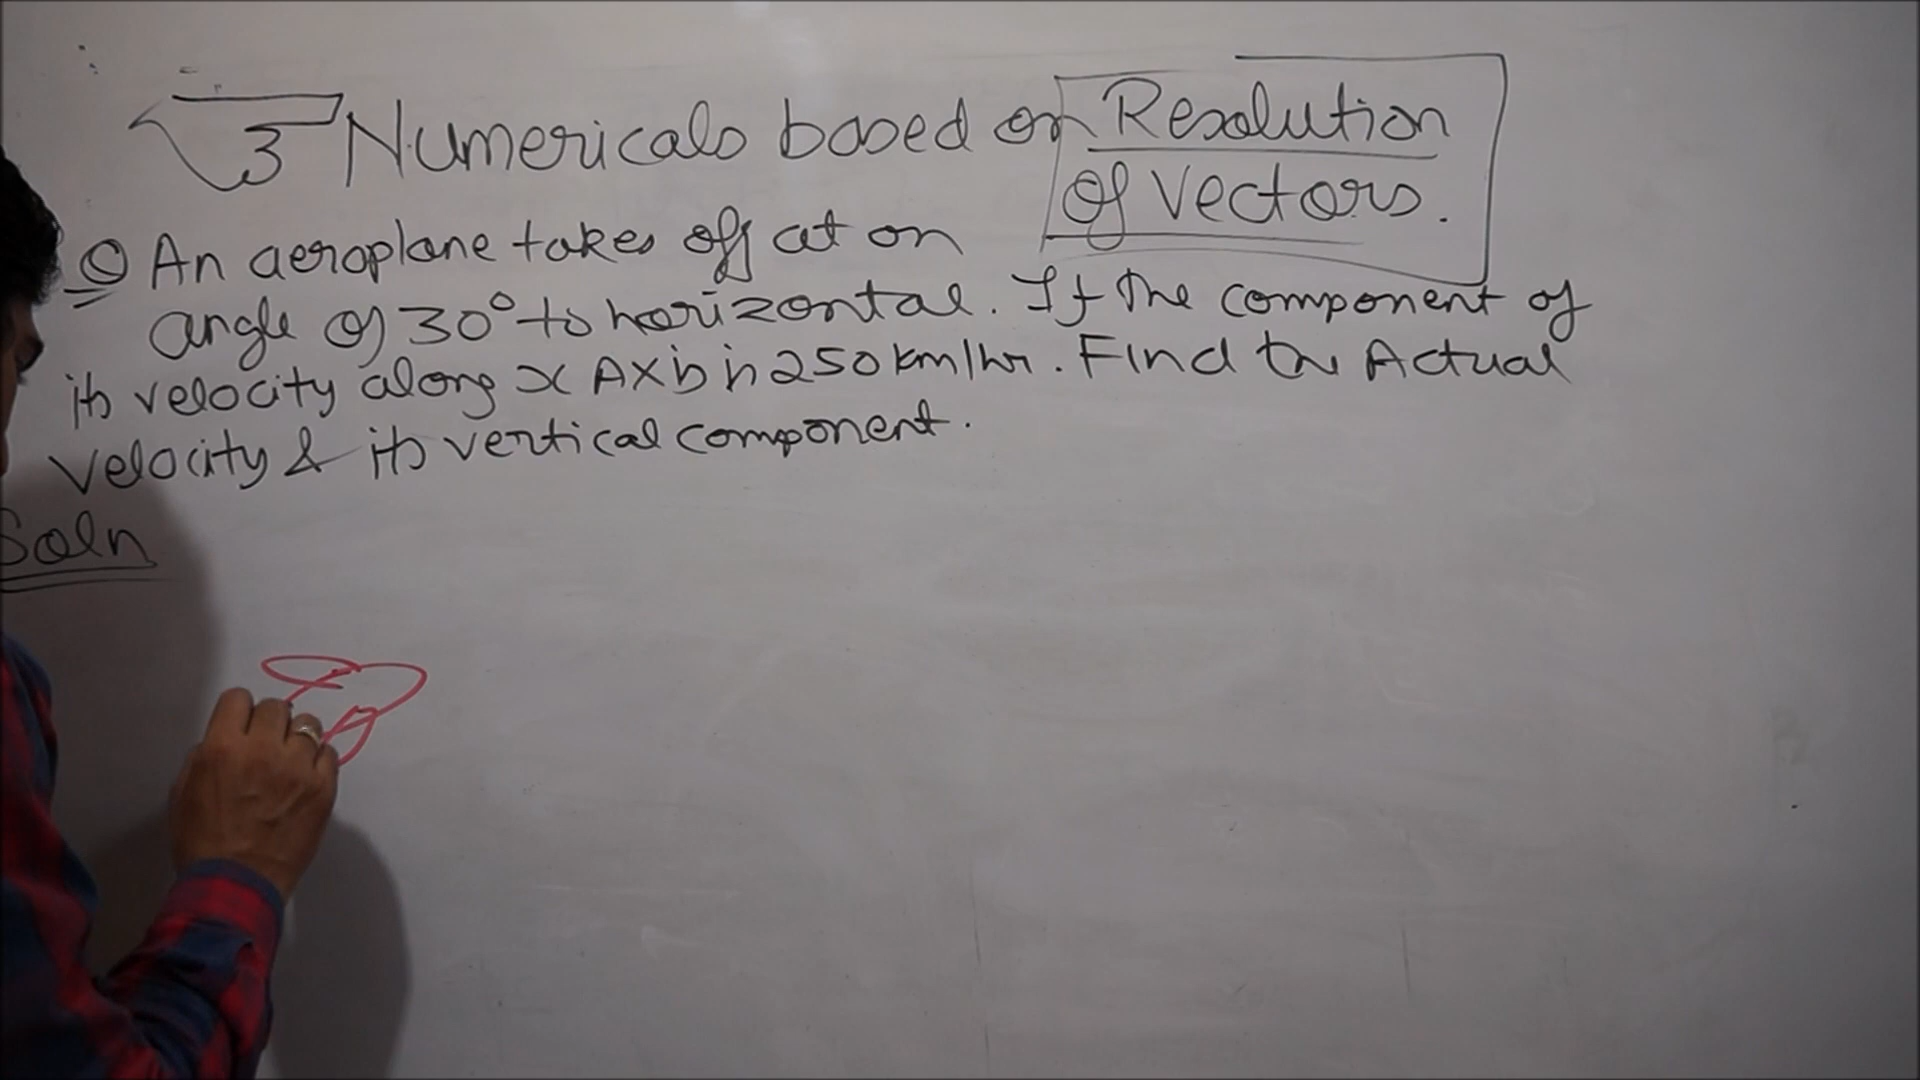 3 Numericals based on Resolution
of Vectors.
Q An aeroplane takes off at an
angle of 30° to horizontal. If the component of
its velocity along x AXis is 250 km/hr. Find the Actual
velocity & its vertical component.
Soln